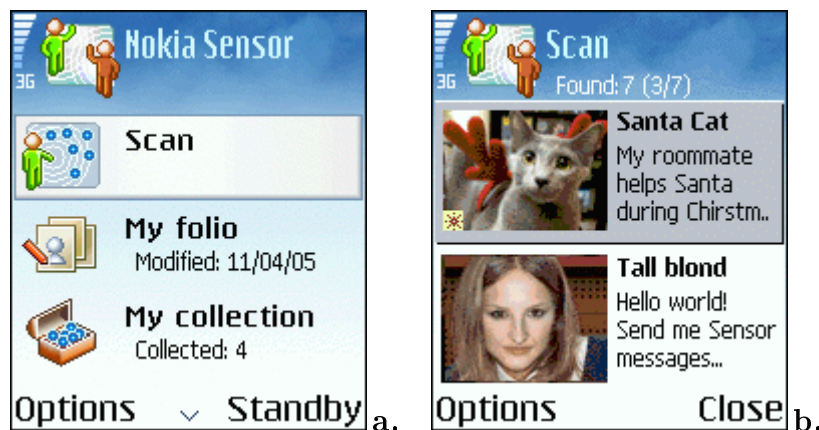 Nokia Sensor
3G
Scan
My folio
Modified: 11/04/05
My collection
Collected: 4
Options Standby
a.
Scan
3G
Found: 7 (3/7)
Santa Cat
My roommate
helps Santa
during Chirstm..
Tall blond
Hello world!
Send me Sensor
messages...
Options Close
b.